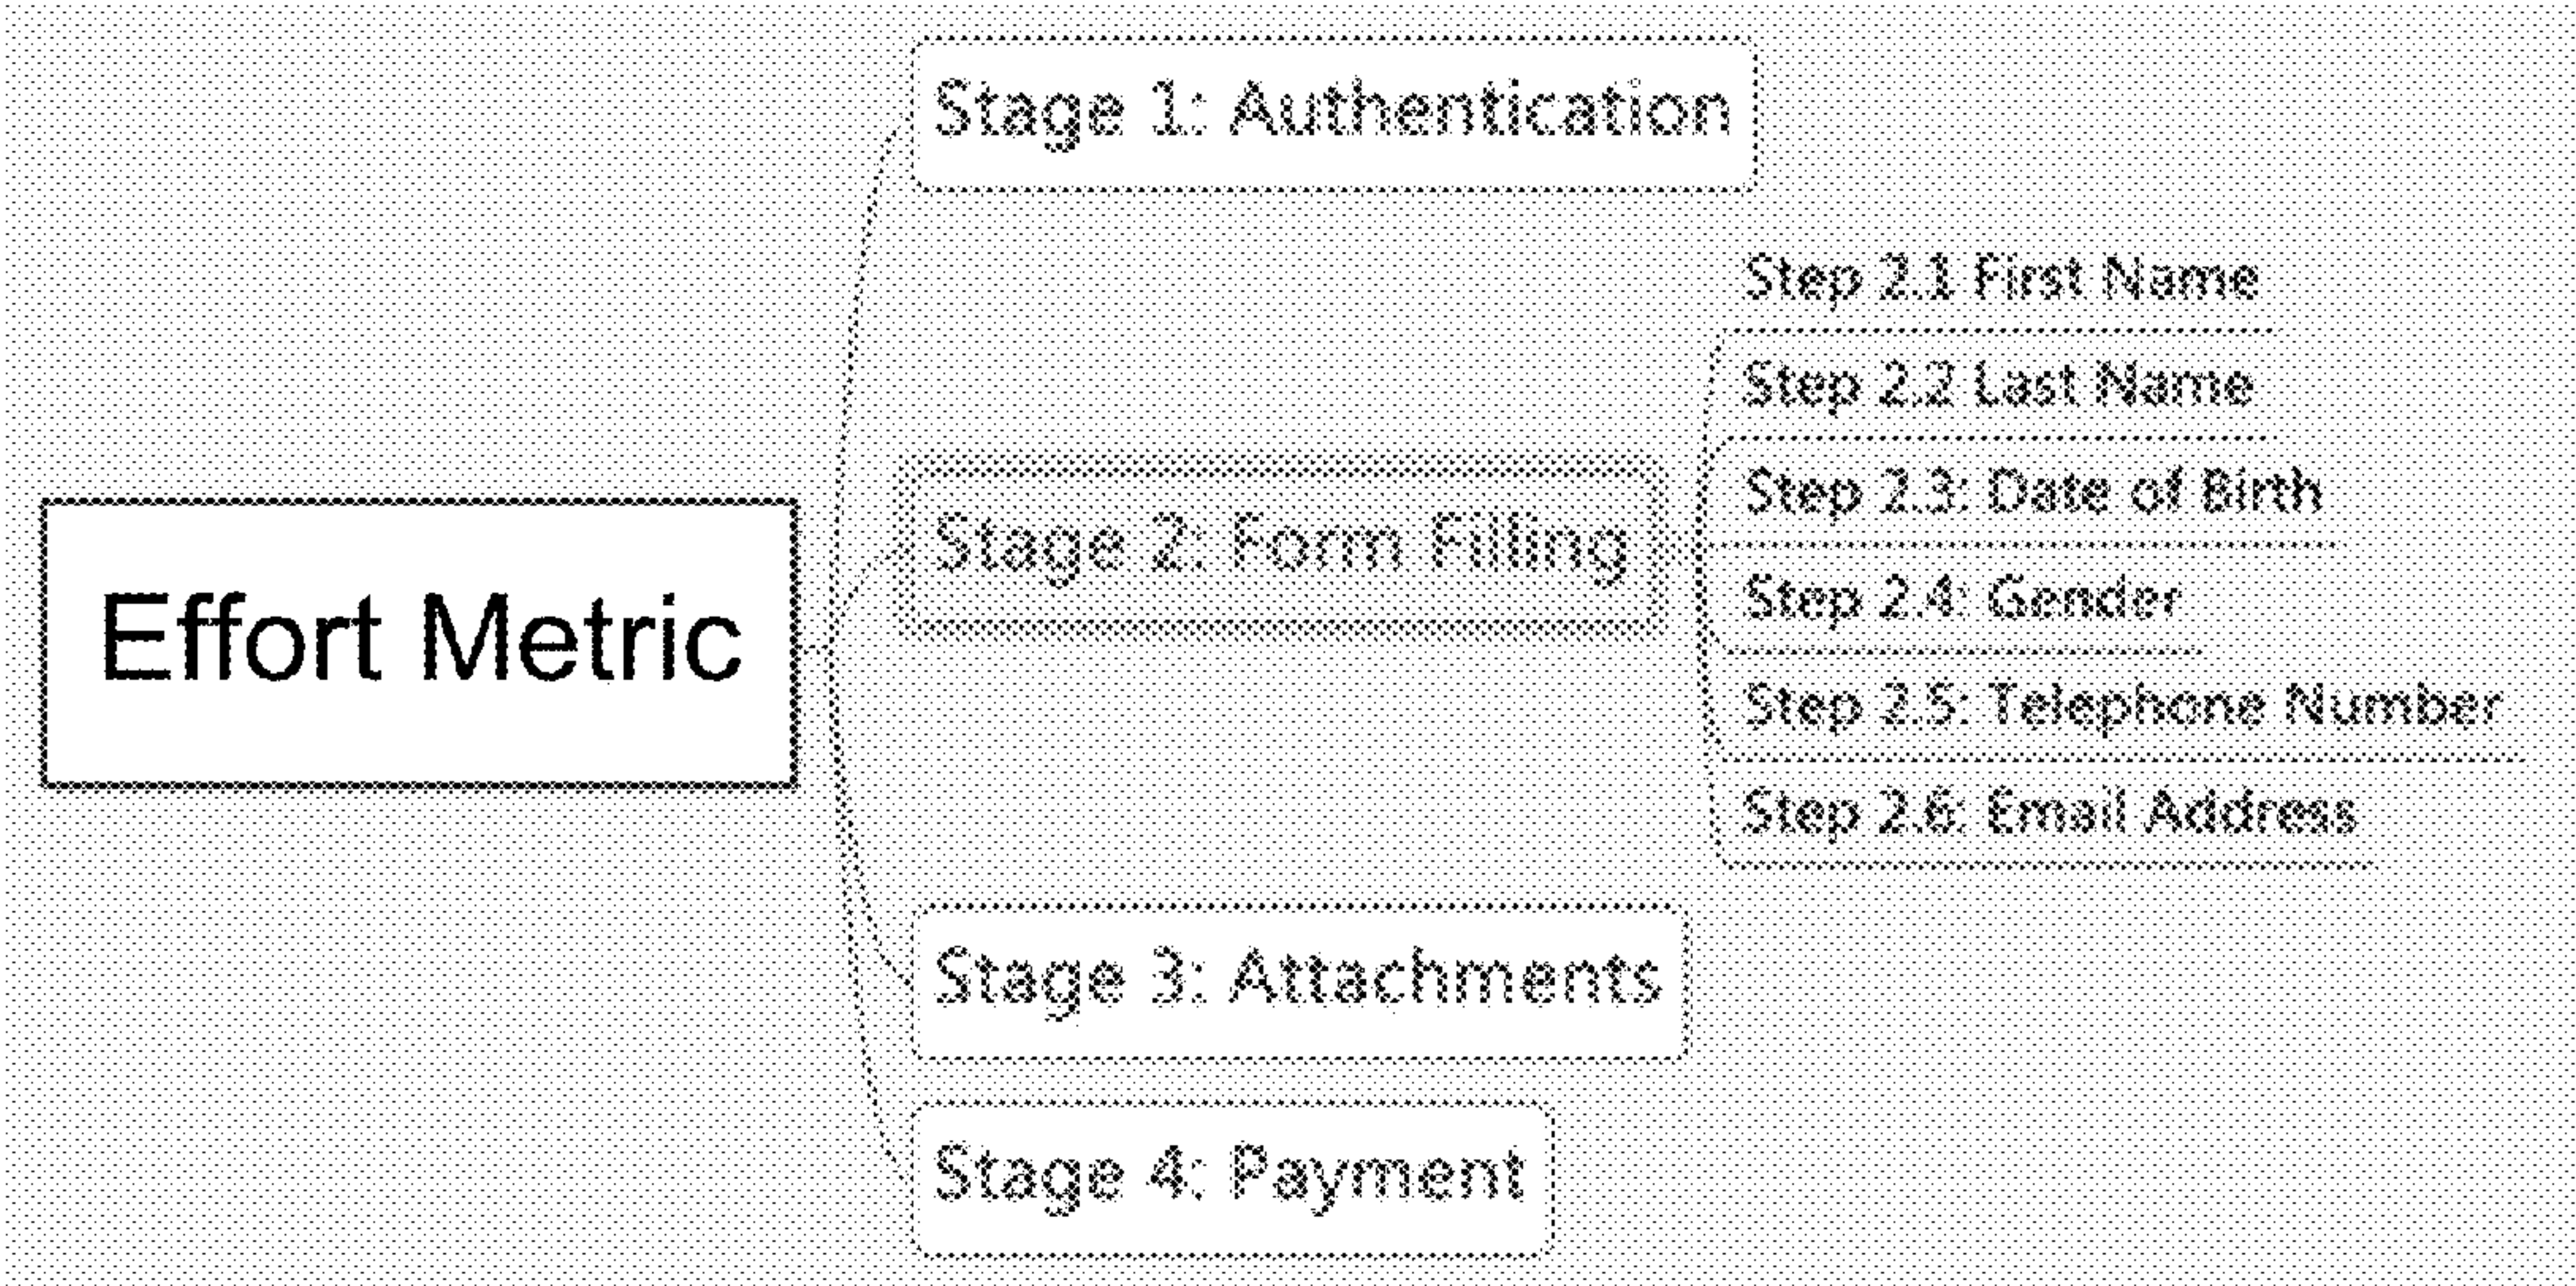 Effort Metric
Stage 1: Authentication
Stage 2: Form Filling
Step 2.1 First Name
Step 2.2 Last Name
Step 2.3: Date of Birth
Step 2.4: Gender
Step 2.5: Telephone Number
Step 2.6: Email Address
Stage 3: Attachments
Stage 4: Payment